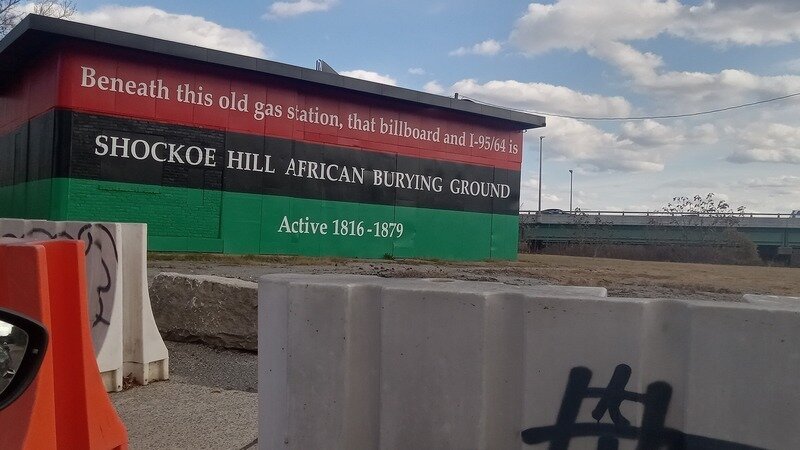 Beneath this old gas station, that billboard and I-95/64 is
SHOCKOE HILL AFRICAN BURYING GROUND
Active 1816-1879